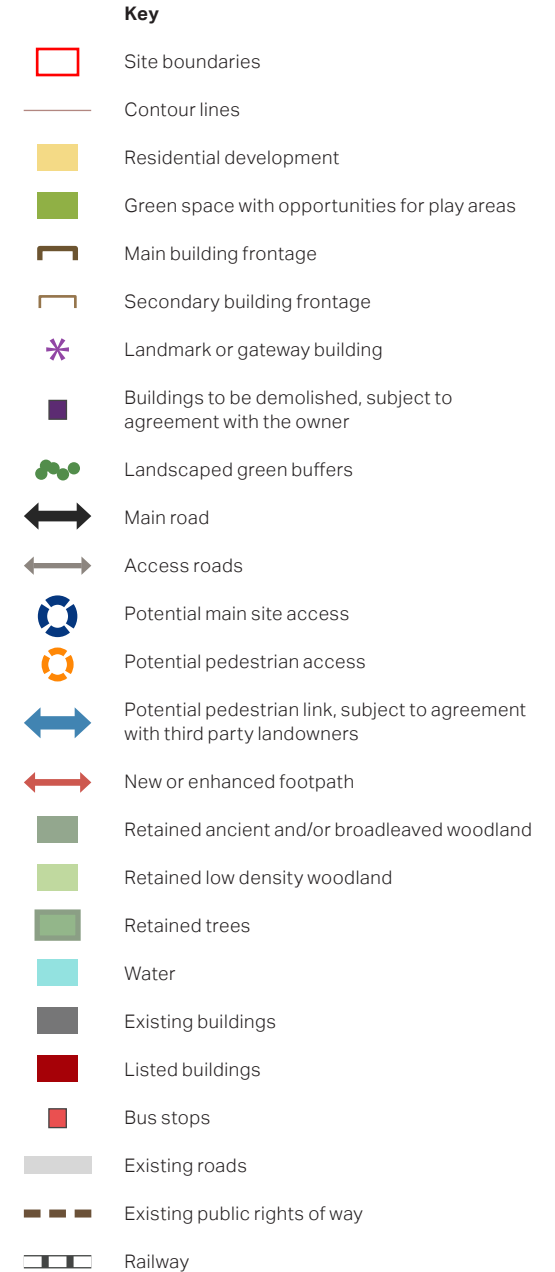 Key
Site boundaries
Contour lines
Residential development
Green space with opportunities for play areas
Main building frontage
Secondary building frontage
Landmark or gateway building
Buildings to be demolished, subject to
agreement with the owner
Landscaped green buffers
Main road
Access roads
Potential main site access
Potential pedestrian access
Potential pedestrian link, subject to agreement
with third party landowners
New or enhanced footpath
Retained ancient and/or broadleaved woodland
Retained low density woodland
Retained trees
Water
Existing buildings
Listed buildings
Bus stops
Existing roads
Existing public rights of way
Railway